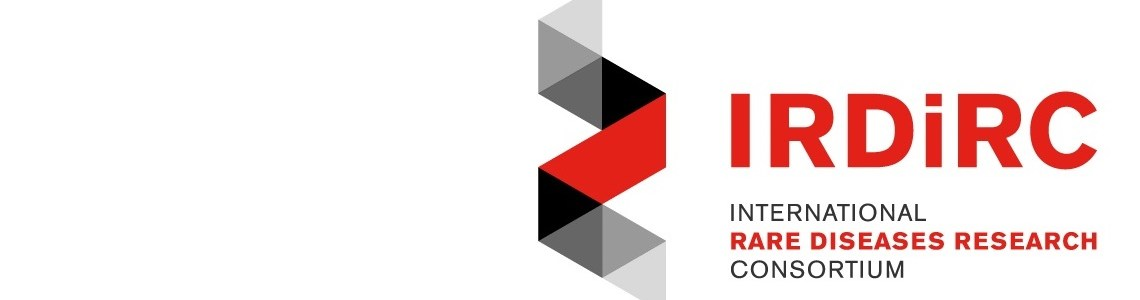 IRDiRC
INTERNATIONAL
RARE DISEASES RESEARCH
CONSORTIUM